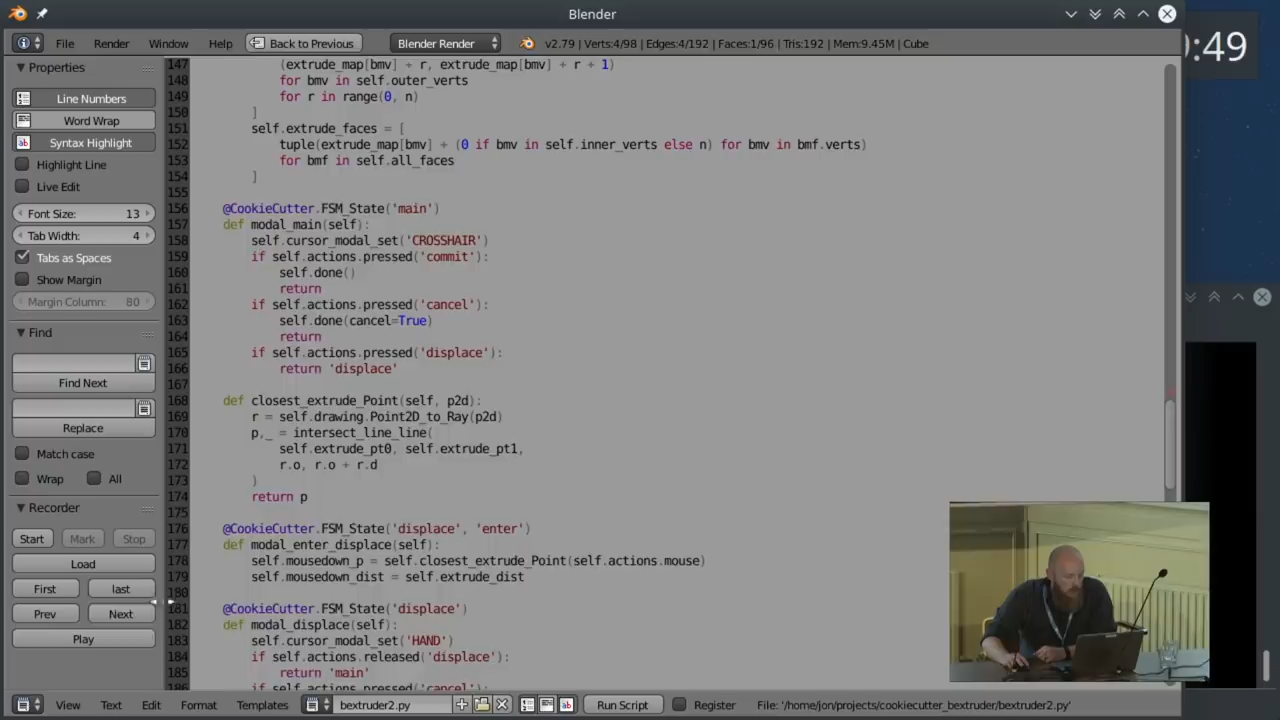 Blender
:49
File Render Window Help Back to Previous Blender Render v2.79 | Verts:4/98 | Edges:4/192 | Faces:1/96 | Tris:192 | Mem:9.45M | Cube
Properties
Line Numbers
Word Wrap
Syntax Highlight
Highlight Line
Live Edit
Font Size: 13
Tab Width: 4
Tabs as Spaces
Show Margin
Margin Column: 80
Find
Find Next
Replace
Match case
Wrap All
Recorder
Start Mark Stop
Load
First last
Prev Next
Play
147 (extrude_map[bmv] + r, extrude_map[bmv] + r + 1)
148 for bmv in self.outer_verts
149 for r in range(0, n)
150 ]
151 self.extrude_faces = [
152 tuple(extrude_map[bmv] + (0 if bmv in self.inner_verts else n) for bmv in bmf.verts)
153 for bmf in self.all_faces
154 ]
155
156 @CookieCutter.FSM_State('main')
157 def modal_main(self):
158 self.cursor_modal_set('CROSSHAIR')
159 if self.actions.pressed('commit'):
160 self.done()
161 return
162 if self.actions.pressed('cancel'):
163 self.done(cancel=True)
164 return
165 if self.actions.pressed('displace'):
166 return 'displace'
167
168 def closest_extrude_Point(self, p2d):
169 r = self.drawing.Point2D_to_Ray(p2d)
170 p,_ = intersect_line_line(
171 self.extrude_pt0, self.extrude_pt1,
172 r.o, r.o + r.d
173 )
174 return p
175
176 @CookieCutter.FSM_State('displace', 'enter')
177 def modal_enter_displace(self):
178 self.mousedown_p = self.closest_extrude_Point(self.actions.mouse)
179 self.mousedown_dist = self.extrude_dist
180
181 @CookieCutter.FSM_State('displace')
182 def modal_displace(self):
183 self.cursor_modal_set('HAND')
184 if self.actions.released('displace'):
185 return 'main'
186 if self.actions.pressed('cancel'):
View Text Edit Format Templates bextruder2.py Run Script Register File: '/home/jon/projects/cookiecutter_bextruder/bextruder2.py'